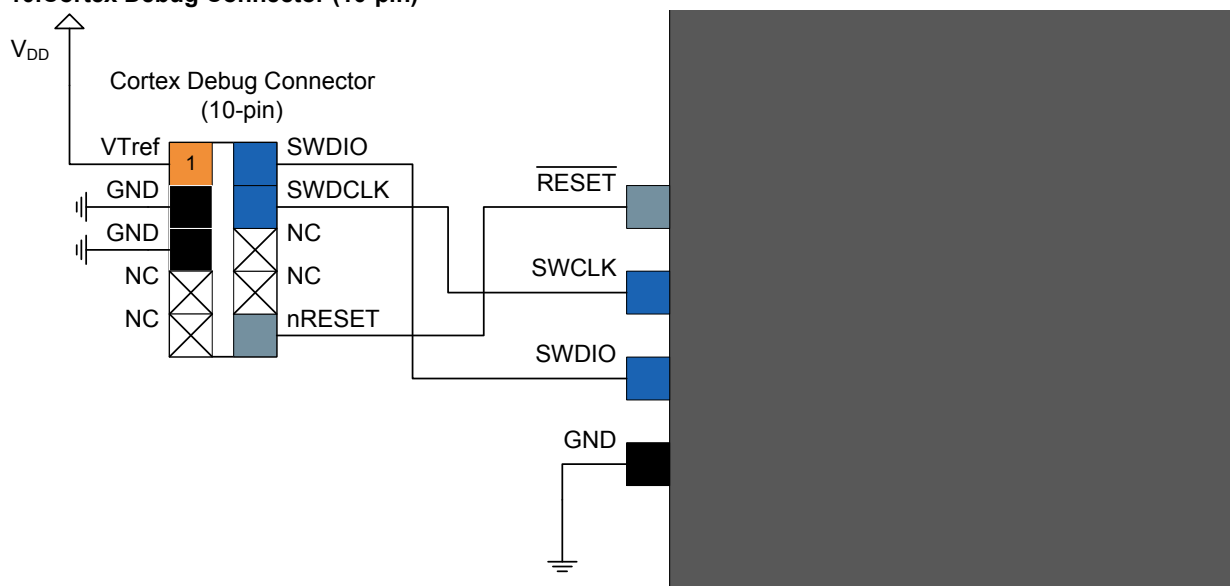 10.Cortex Debug Connector (10-pin)
VDD
Cortex Debug Connector
(10-pin)
VTref
1
SWDIO
GND
SWDCLK
GND
NC
NC
NC
NC
nRESET
RESET
SWCLK
SWDIO
GND